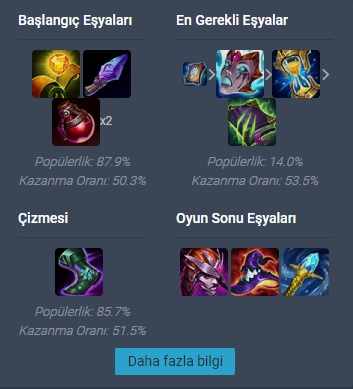 Başlangıç Eşyaları
x2
Popülerlik: 87.9%
Kazanma Oranı: 50.3%
En Gerekli Eşyalar
Popülerlik: 14.0%
Kazanma Oranı: 53.5%
Çizmesi
Popülerlik: 85.7%
Kazanma Oranı: 51.5%
Oyun Sonu Eşyaları
Daha fazla bilgi